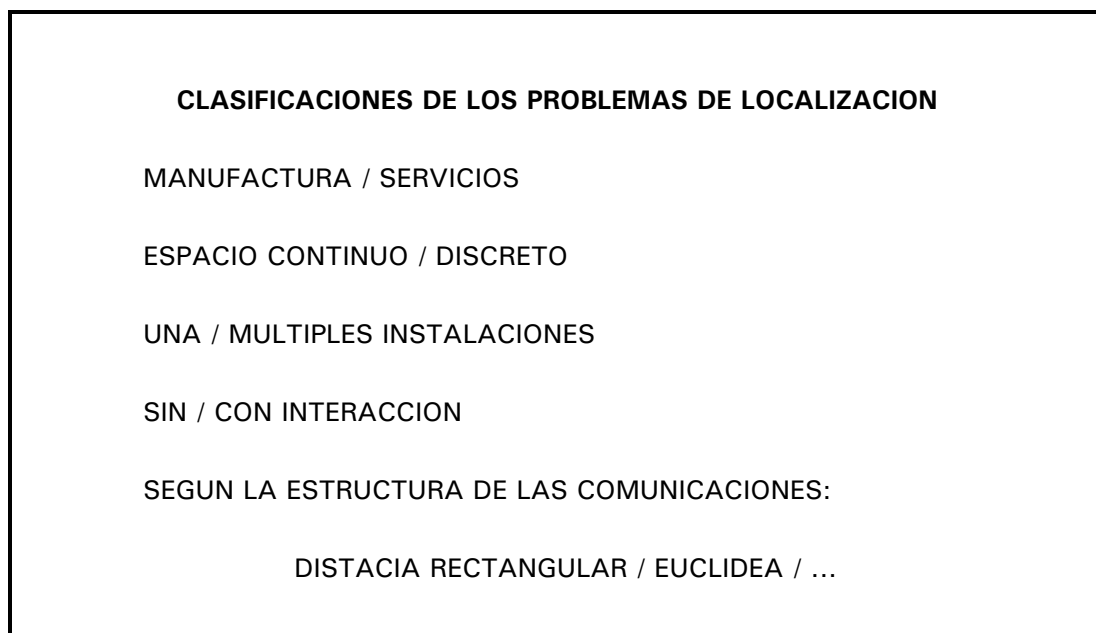 CLASIFICACIONES DE LOS PROBLEMAS DE LOCALIZACION
MANUFACTURA / SERVICIOS
ESPACIO CONTINUO / DISCRETO
UNA / MULTIPLES INSTALACIONES
SIN / CON INTERACCION
SEGUN LA ESTRUCTURA DE LAS COMUNICACIONES:
DISTACIA RECTANGULAR / EUCLIDEA / ...